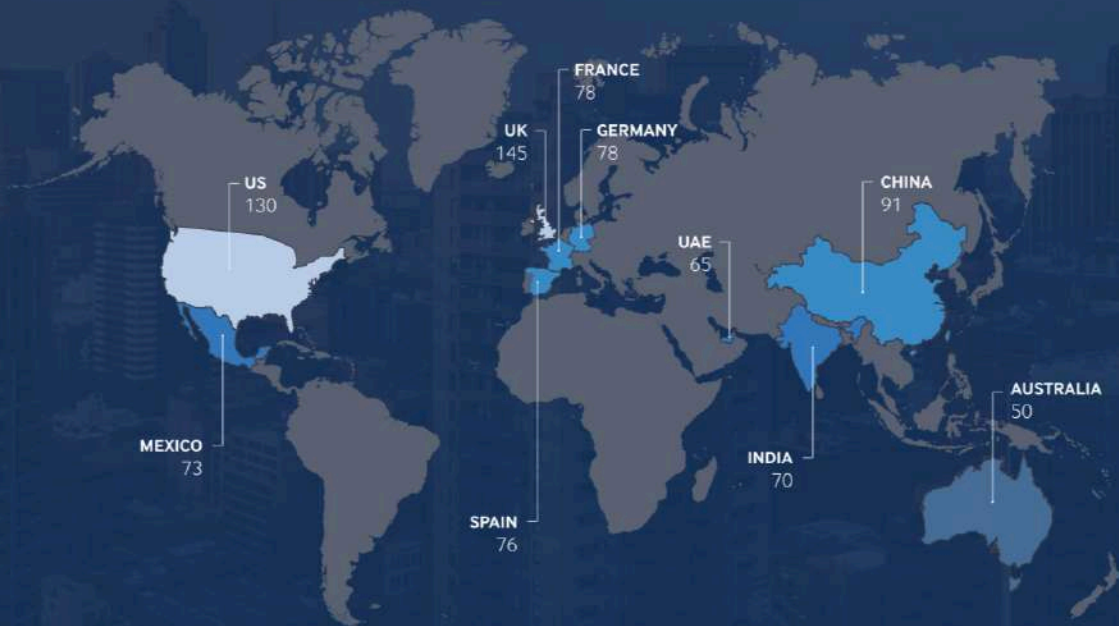 FRANCE
78
UK
145
GERMANY
78
US
130
CHINA
91
UAE
65
AUSTRALIA
50
MEXICO
73
INDIA
70
SPAIN
76